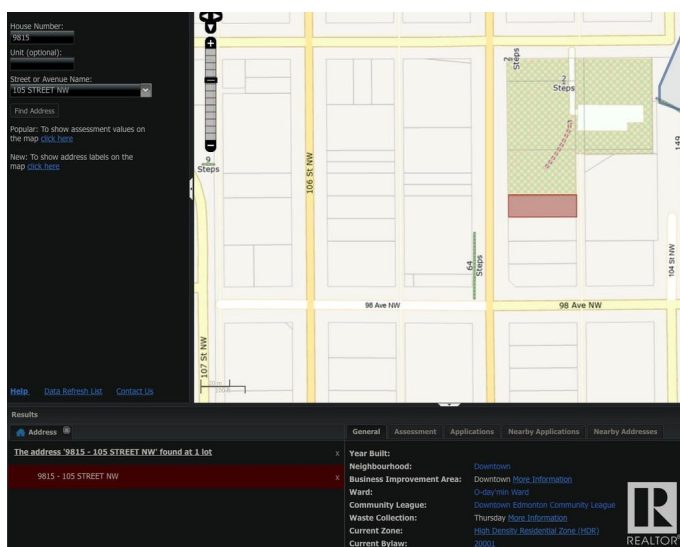 House Number:
9815
Unit (optional):
Street or Avenue Name:
105 STREET NW
Find Address
Popular: To show assessment values on
the map click here
New: To show address labels on the
map click here
Help
Data Refresh List
Contact Us
2
Steps
2
Steps
9
Steps
64
Steps
106 St NW
107 St NW
98 Ave NW
98 Ave NW
104 St NW
149
Results
Address
The address '9815 - 105 STREET NW' found at 1 lot
x
9815 - 105 STREET NW
x
General
Assessment
Applications
Nearby Applications
Nearby Addresses
Year Built:
Neighbourhood: Downtown
Business Improvement Area: Downtown More Information
Ward: O-day'min Ward
Community League: Downtown Edmonton Community League
Waste Collection: Thursday More Information
Current Zone: High Density Residential Zone (HDR)
Current Bylaw: 20001
R
REALTOR®